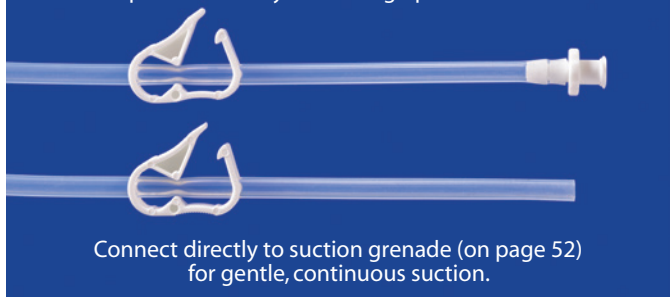 Connect directly to suction grenade (on page 52)
for gentle, continuous suction.